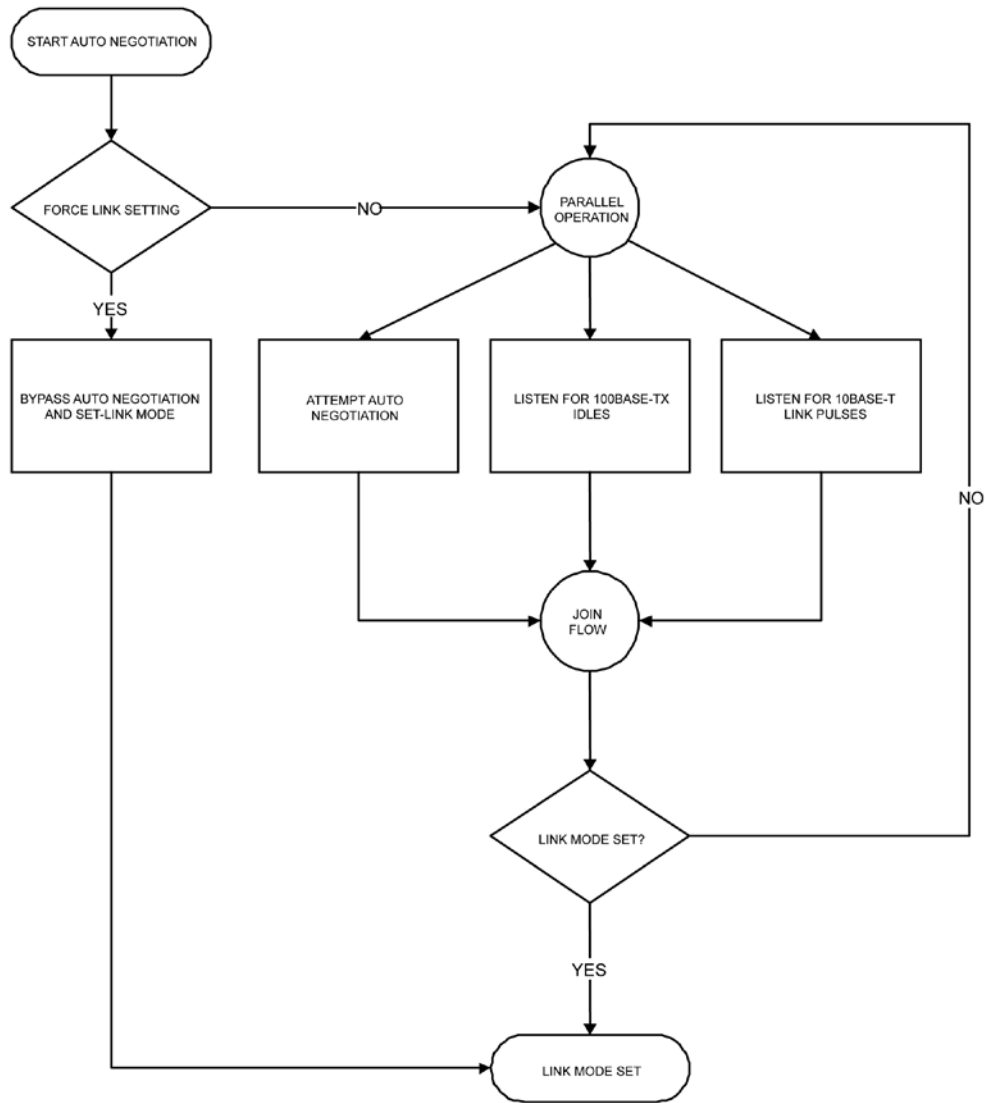 START AUTO NEGOTIATION
FORCE LINK SETTING
NO
PARALLEL
OPERATION
YES
BYPASS AUTO NEGOTIATION
AND SET-LINK MODE
ATTEMPT AUTO
NEGOTIATION
LISTEN FOR 100BASE-TX
IDLES
LISTEN FOR 10BASE-T
LINK PULSES
NO
JOIN
FLOW
LINK MODE SET?
YES
LINK MODE SET